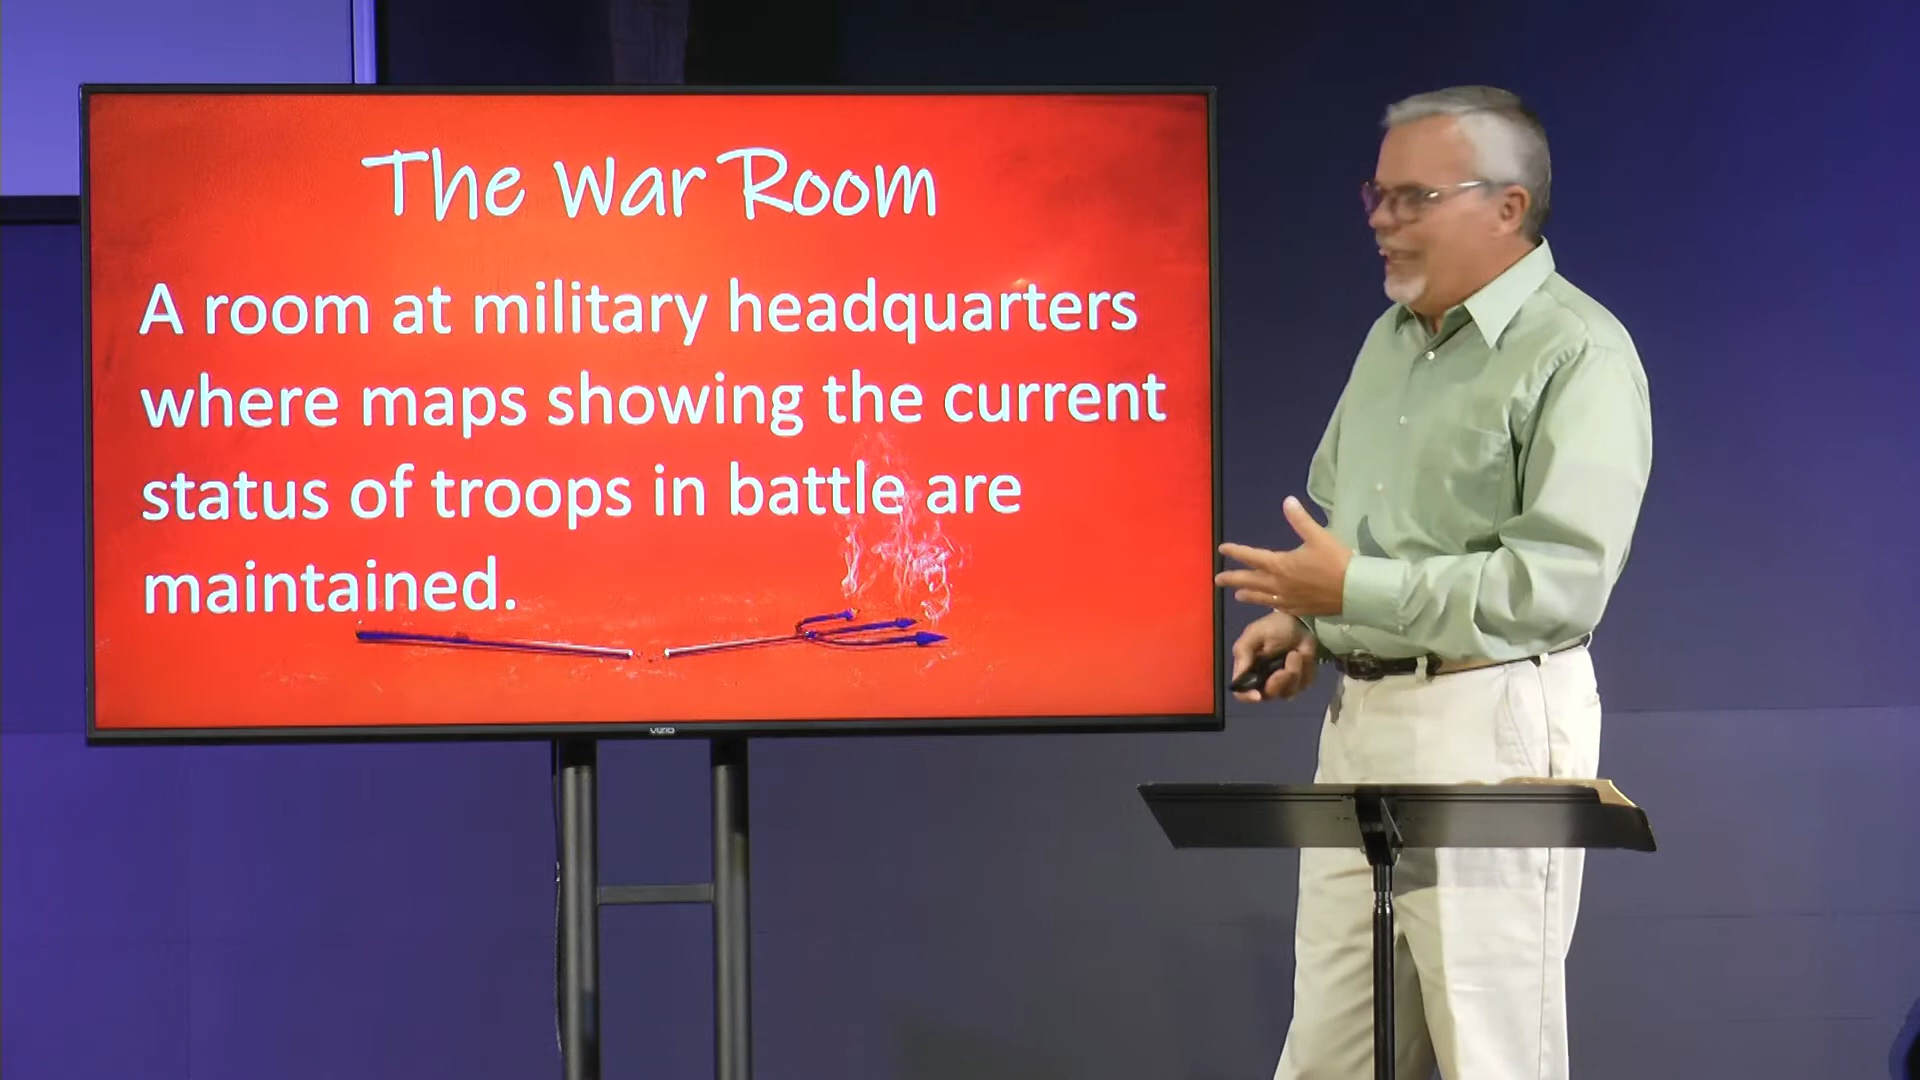 The War Room
A room at military headquarters
where maps showing the current
status of troops in battle are
maintained.
VIZIO